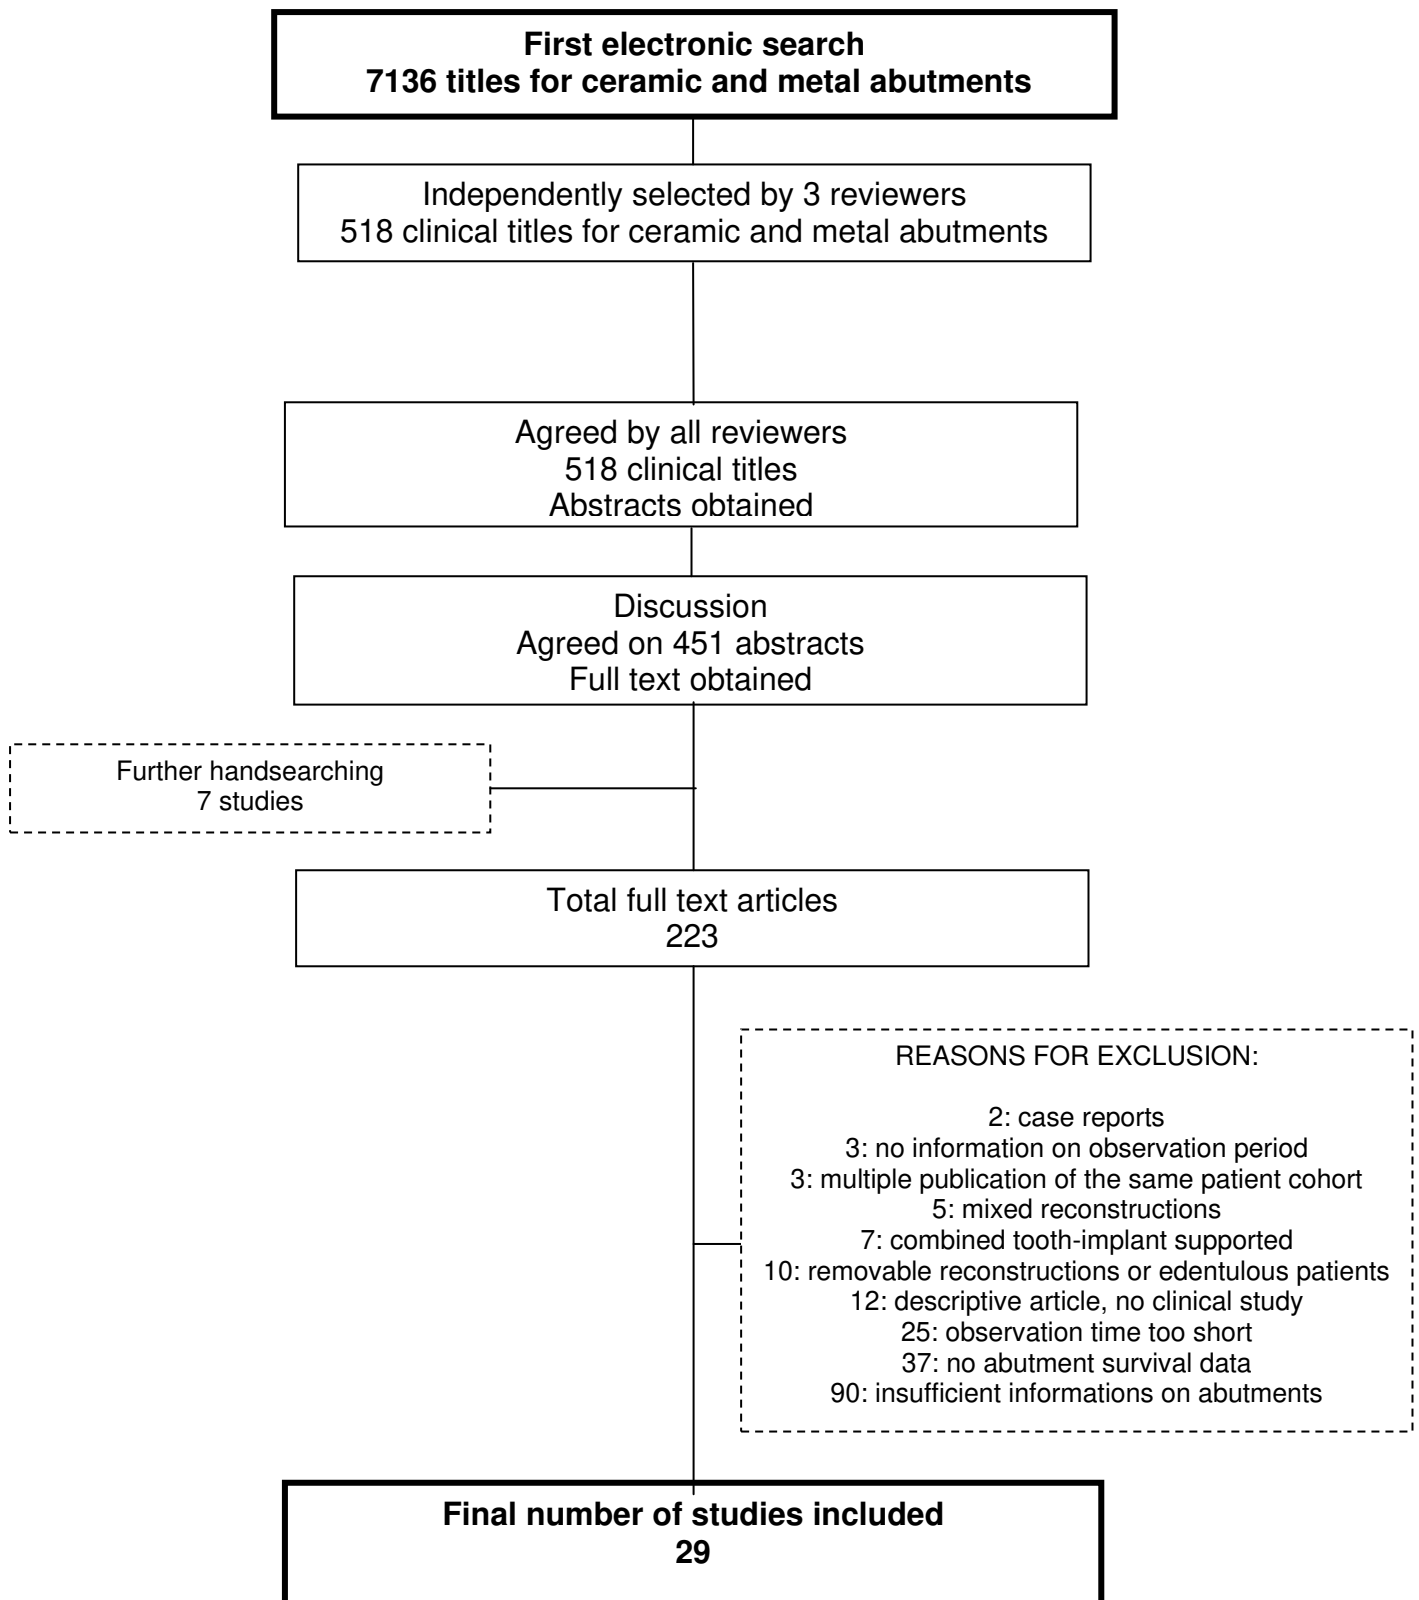 First electronic search
7136 titles for ceramic and metal abutments
Independently selected by 3 reviewers
518 clinical titles for ceramic and metal abutments
Agreed by all reviewers
518 clinical titles
Abstracts obtained
Discussion
Agreed on 451 abstracts
Full text obtained
Further handsearching
7 studies
Total full text articles
223
REASONS FOR EXCLUSION:
2: case reports
3: no information on observation period
3: multiple publication of the same patient cohort
5: mixed reconstructions
7: combined tooth-implant supported
10: removable reconstructions or edentulous patients
12: descriptive article, no clinical study
25: observation time too short
37: no abutment survival data
90: insufficient informations on abutments
Final number of studies included
29